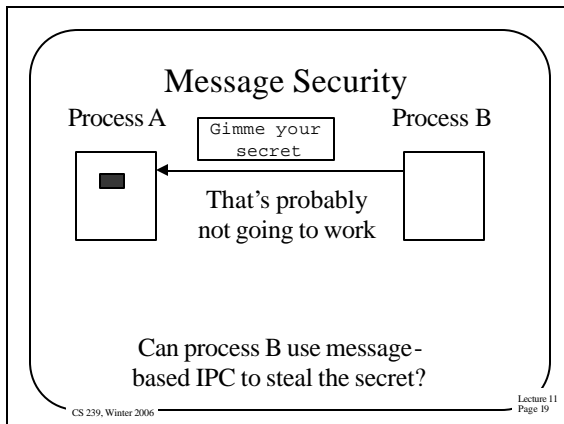 Message Security
Process A
Process B
Gimme your
secret
That's probably
not going to work
Can process B use message-
based IPC to steal the secret?
CS 239, Winter 2006
Lecture 11
Page 19